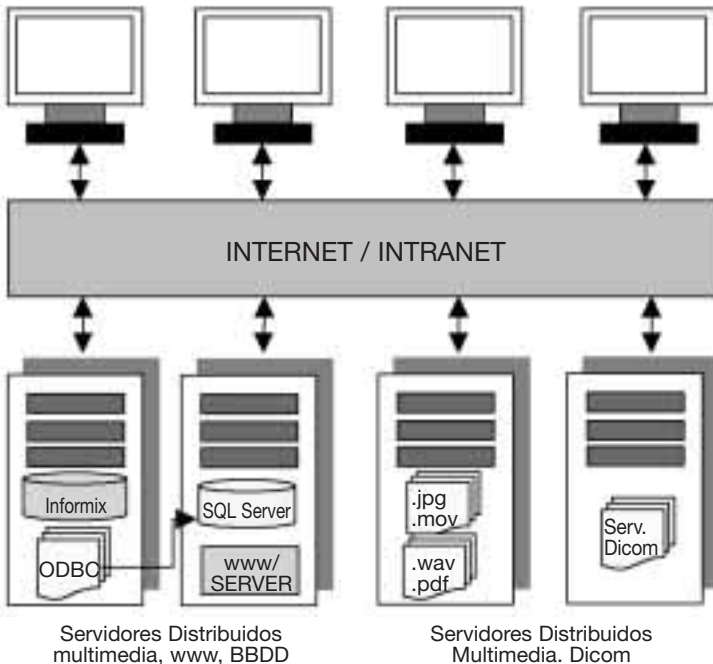 INTERNET / INTRANET
Informix
ODBC
SQL Server
www/
SERVER
.jpg
.mov
.wav
.pdf
Serv.
Dicom
Servidores Distribuidos
multimedia, www, BBDD
Servidores Distribuidos
Multimedia. Dicom